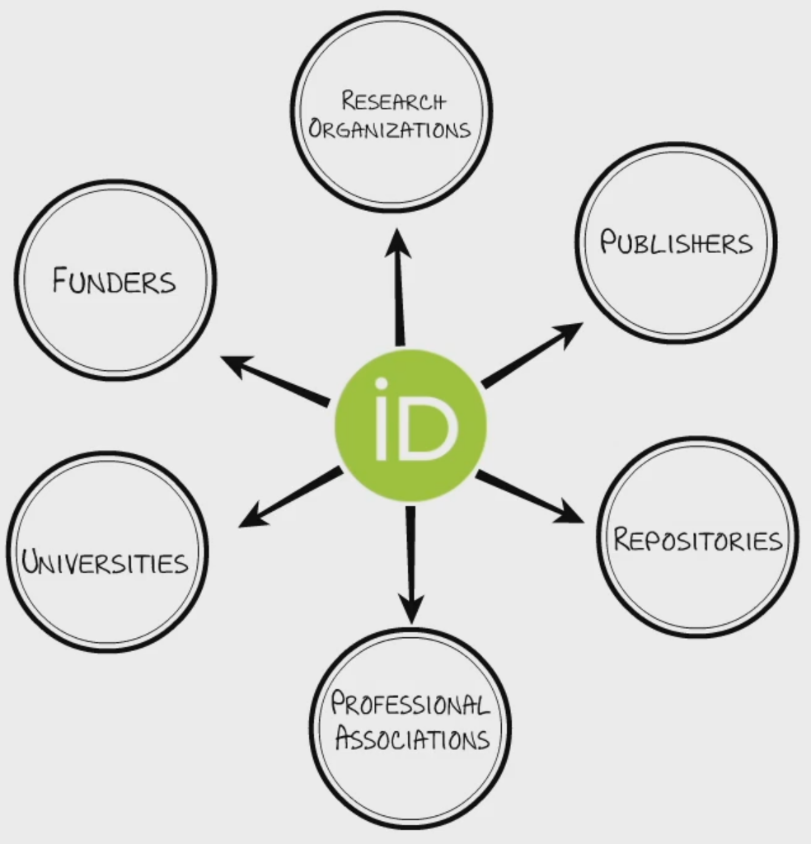 RESEARCH
ORGANIZATIONS
PUBLISHERS
FUNDERS
iD
REPOSITORIES
UNIVERSITIES
PROFESSIONAL
ASSOCIATIONS